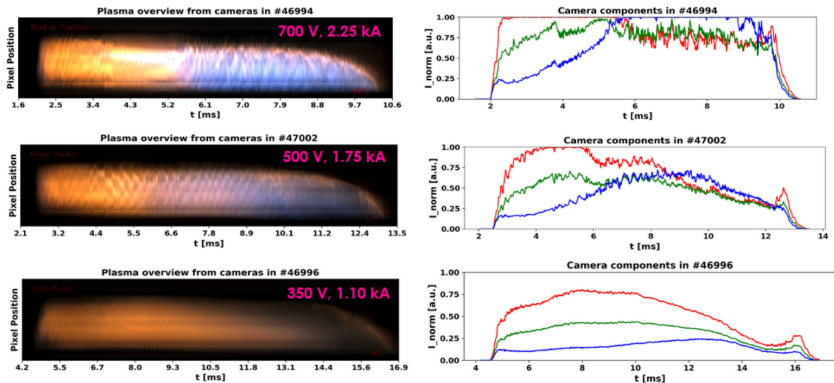 Plasma overview from cameras in #46994
Pixel Position
700 V, 2.25 kA
1.6 2.5 3.4 4.3 5.2 6.1 7.0 7.9 8.8 9.7 10.6
t [ms]
Camera components in #46994
I_norm [a.u.]
1.00
0.75
0.50
0.25
0.00
2 4 6 8 10
t [ms]
Plasma overview from cameras in #47002
Pixel Position
500 V, 1.75 kA
2.1 3.2 4.4 5.5 6.7 7.8 8.9 10.1 11.2 12.4 13.5
t [ms]
Camera components in #47002
I_norm [a.u.]
1.00
0.75
0.50
0.25
0.00
2 4 6 8 10 12 14
t [ms]
Plasma overview from cameras in #46996
Pixel Position
350 V, 1.10 kA
4.2 5.5 6.7 8.0 9.3 10.6 11.8 13.1 14.4 15.6 16.9
t [ms]
Camera components in #46996
I_norm [a.u.]
1.00
0.75
0.50
0.25
0.00
4 6 8 10 12 14 16
t [ms]